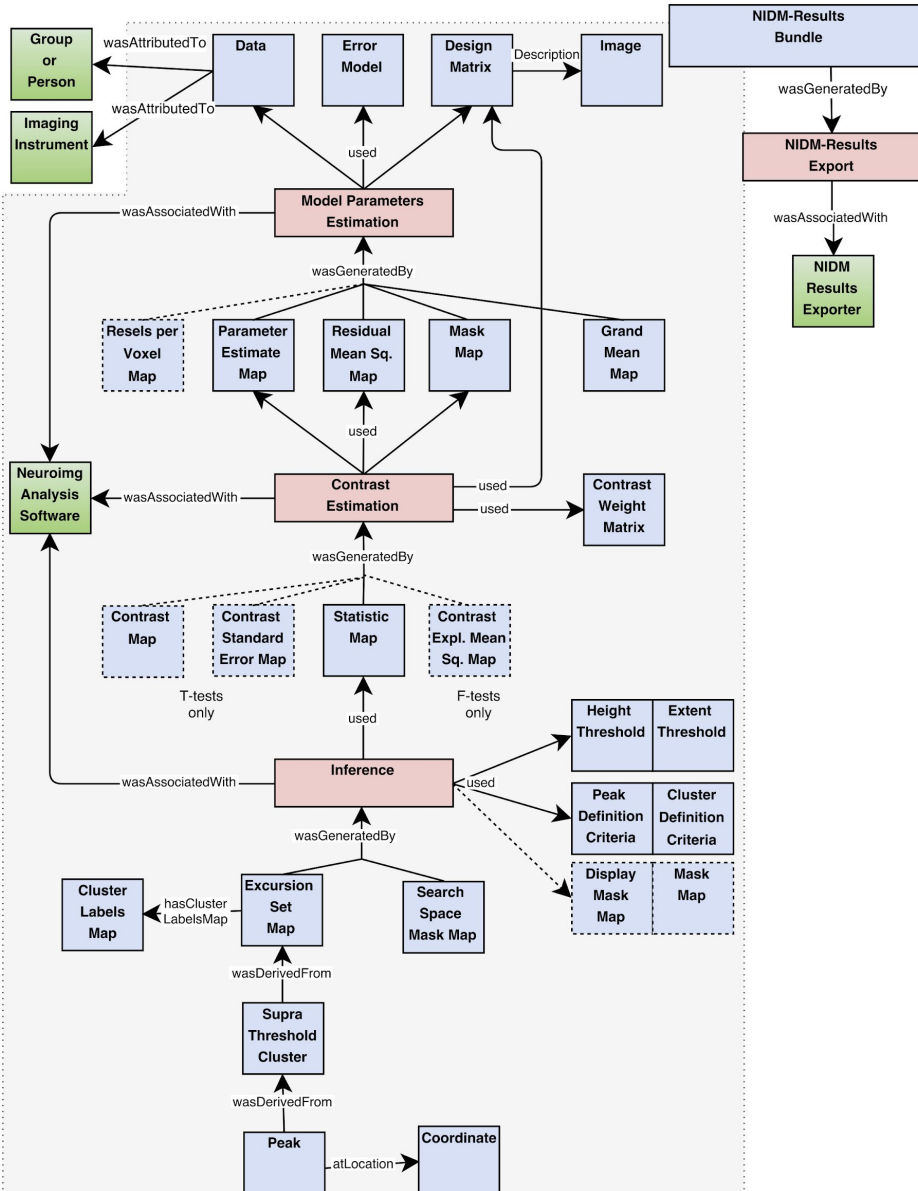 NIDM-Results
Bundle
wasGeneratedBy
NIDM-Results
Export
wasAssociatedWith
NIDM
Results
Exporter
Group
or
Person
wasAttributedTo
Data
Error
Model
Design
Matrix
Description
Image
wasAttributedTo
Imaging
Instrument
used
Model Parameters
Estimation
wasAssociatedWith
wasGeneratedBy
Resels per
Voxel
Map
Parameter
Estimate
Map
Residual
Mean Sq.
Map
Mask
Map
Grand
Mean
Map
used
Neuroimg
Analysis
Software
wasAssociatedWith
Contrast
Estimation
used
used
Contrast
Weight
Matrix
wasGeneratedBy
Contrast
Map
Contrast
Standard
Error Map
Statistic
Map
Contrast
Expl. Mean
Sq. Map
T-tests
only
F-tests
only
used
Height
Threshold
Extent
Threshold
wasAssociatedWith
Inference
used
Peak
Definition
Criteria
Cluster
Definition
Criteria
Display
Mask
Map
Mask
Map
wasGeneratedBy
Cluster
Labels
Map
hasCluster
LabelsMap
Excursion
Set
Map
Search
Space
Mask Map
wasDerivedFrom
Supra
Threshold
Cluster
wasDerivedFrom
Peak
atLocation
Coordinate